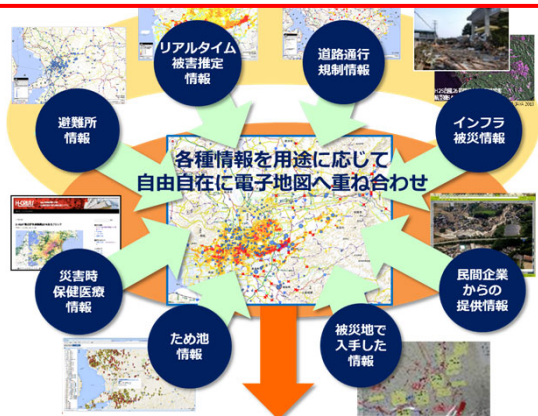 リアルタイム
被害推定
情報
道路通行
規制情報
避難所
情報
インフラ
被災情報
各種情報を用途に応じて
自由自在に電子地図へ重ね合わせ
災害時
保健医療
情報
民間企業
からの
提供情報
ため池
情報
被災地で
入手した
情報